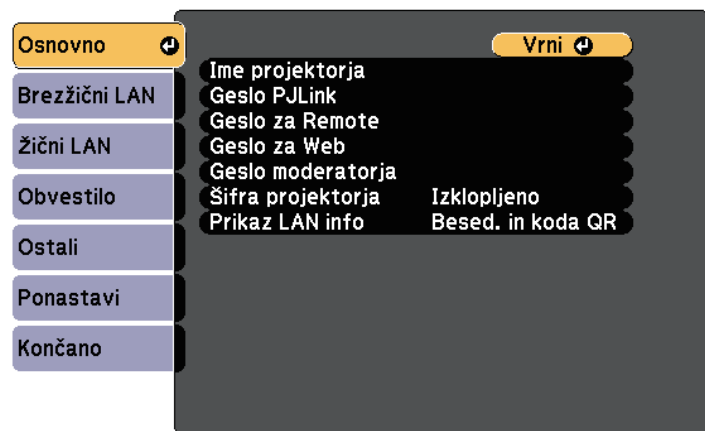 Osnovno
Brezžični LAN
Žični LAN
Obvestilo
Ostali
Ponastavi
Končano
Vrni
Ime projektorja
Geslo PJLink
Geslo za Remote
Geslo za Web
Geslo moderatorja
Šifra projektorja Izklopljeno
Prikaz LAN info Besed. in koda QR